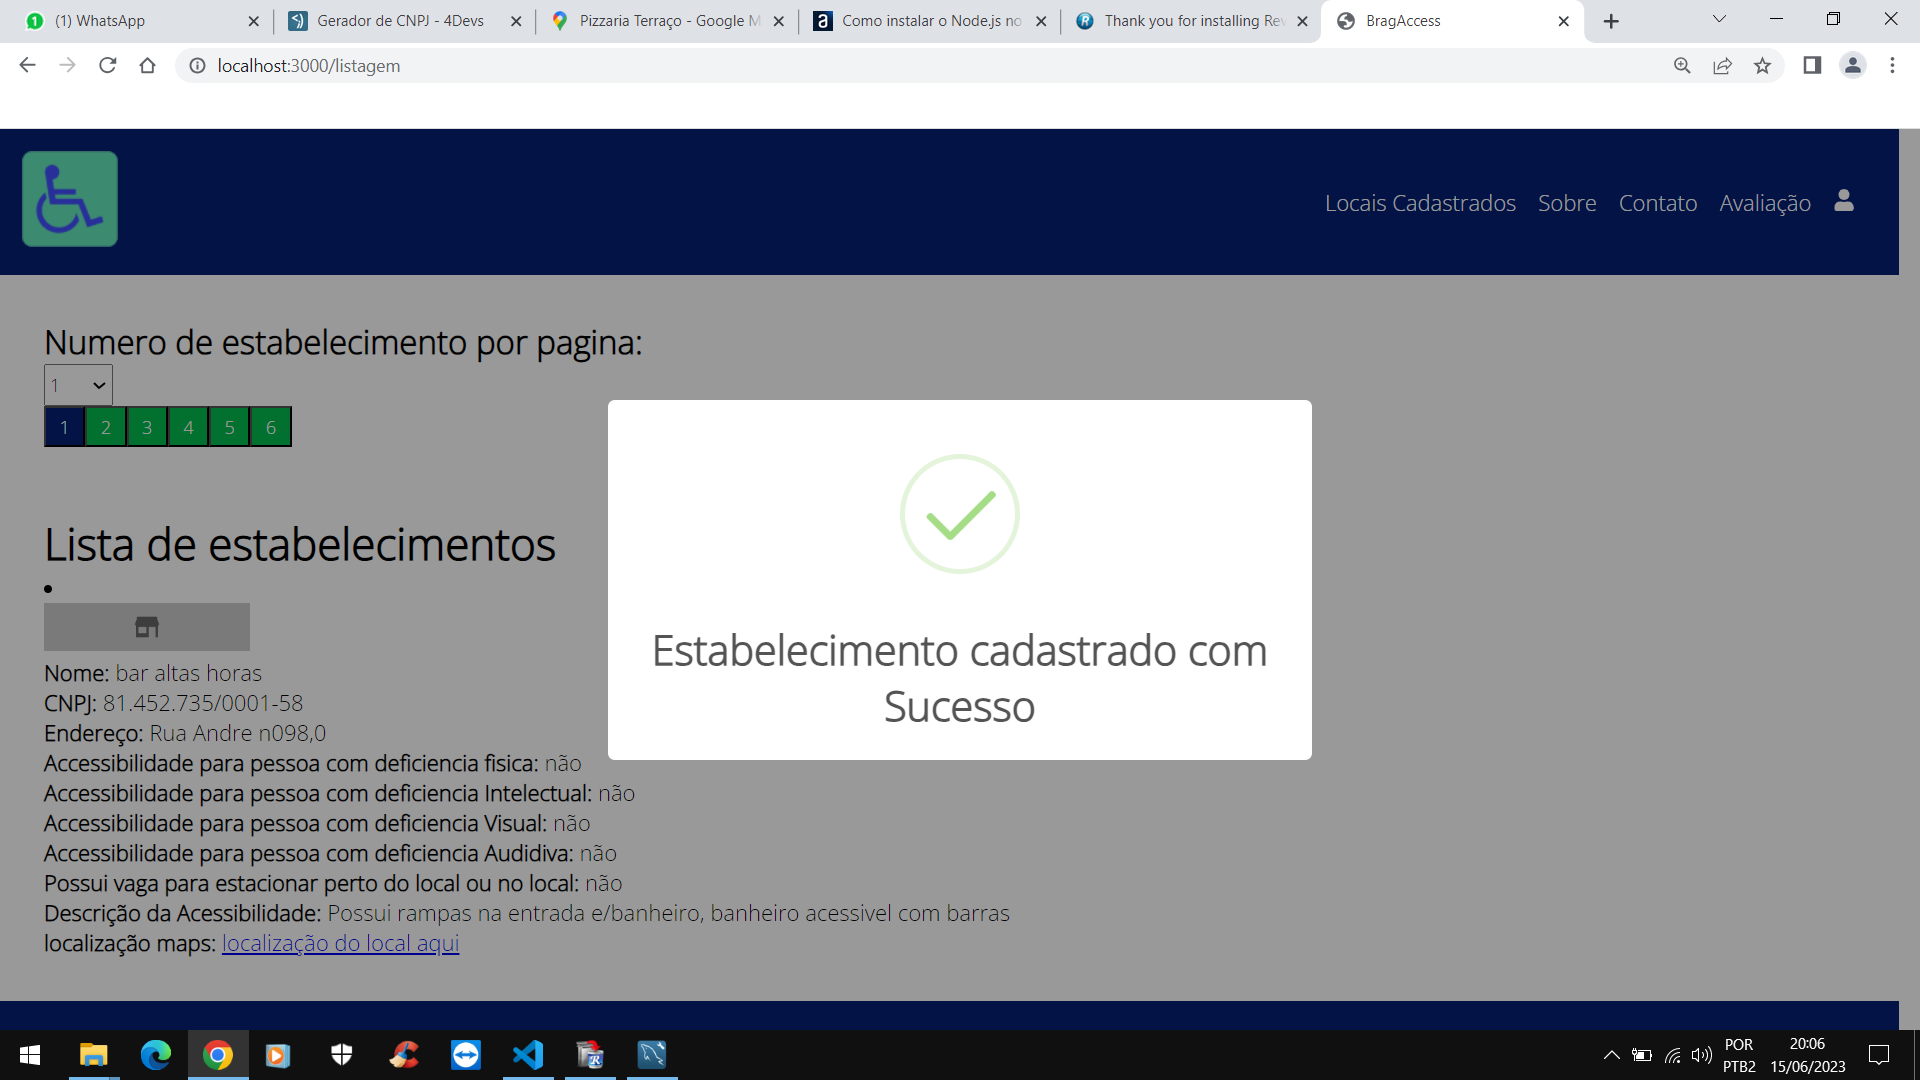 (1) WhatsApp
Gerador de CNPJ - 4Devs
Pizzaria Terraço - Google M
Como instalar o Node.js no
Thank you for installing Rev
BragAccess
localhost:3000/listagem
Locais Cadastrados
Sobre
Contato
Avaliação
Numero de estabelecimento por pagina:
1
1 2 3 4 5 6
Lista de estabelecimentos
Nome: bar altas horas
CNPJ: 81.452.735/0001-58
Endereço: Rua Andre n098,0
Accessibilidade para pessoa com deficiencia fisica: não
Accessibilidade para pessoa com deficiencia Intelectual: não
Accessibilidade para pessoa com deficiencia Visual: não
Accessibilidade para pessoa com deficiencia Audidiva: não
Possui vaga para estacionar perto do local ou no local: não
Descrição da Acessibilidade: Possui rampas na entrada e/banheiro, banheiro acessivel com barras
localização maps: localização do local aqui
Estabelecimento cadastrado com
Sucesso
POR
PTB2
20:06
15/06/2023